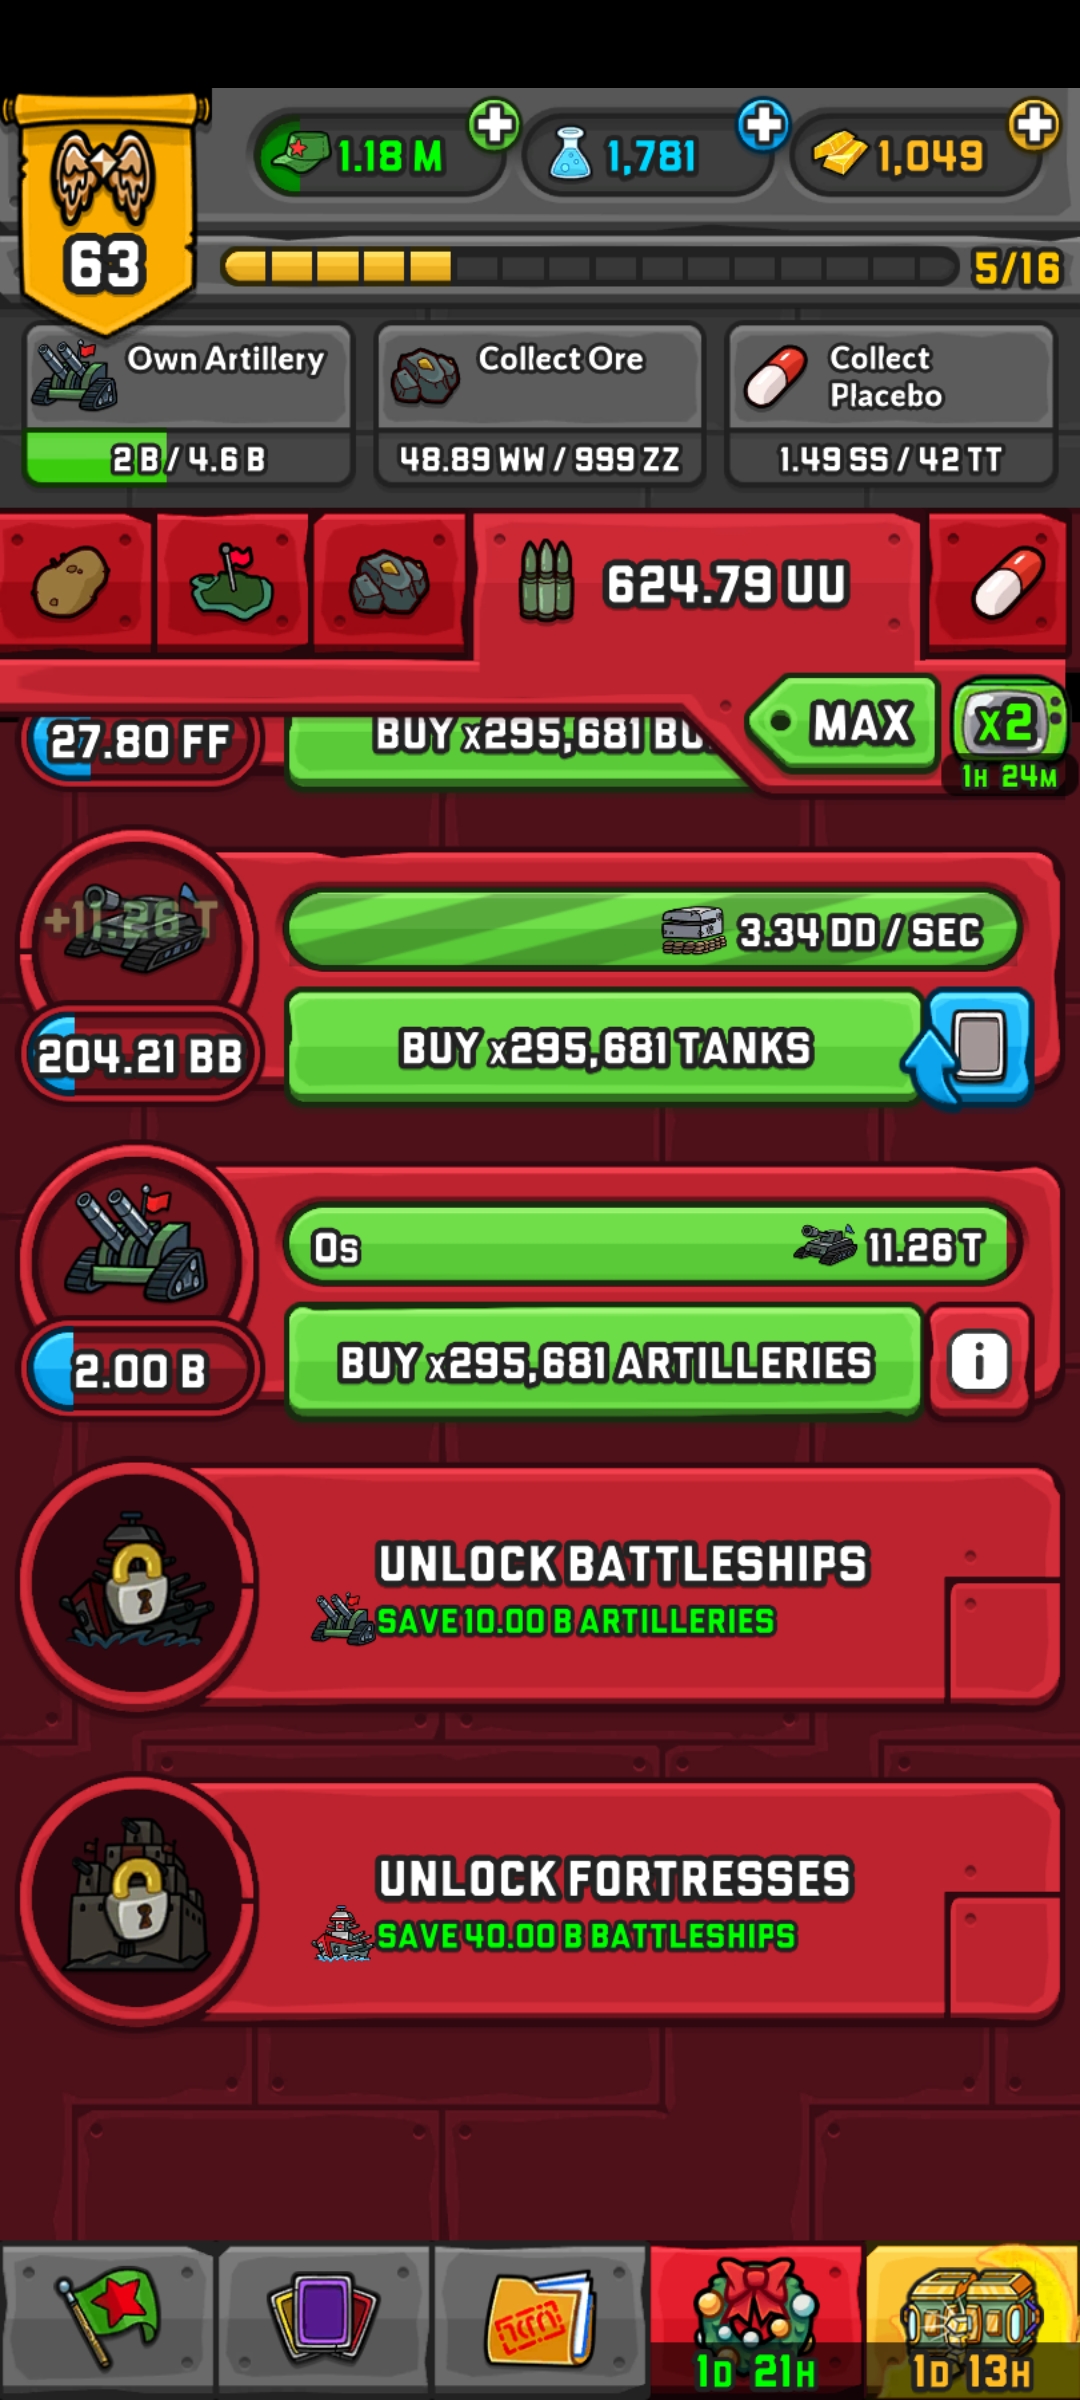 1.18 M
1,781
1,049
63
5/16
Own Artillery
2 B / 4.6 B
Collect Ore
48.89 WW / 999 ZZ
Collect
Placebo
1.49 SS / 42 TT
624.79 UU
MAX
X2
1H 24M
27.80 FF
BUY x295,681
+11.26 T
3.34 DD / SEC
204.21 BB
BUY x295,681 TANKS
0s
11.26 T
2.00 B
BUY x295,681 ARTILLERIES
i
UNLOCK BATTLESHIPS
SAVE 10.00 B ARTILLERIES
UNLOCK FORTRESSES
SAVE 40.00 B BATTLESHIPS
1D 21H
1D 13H